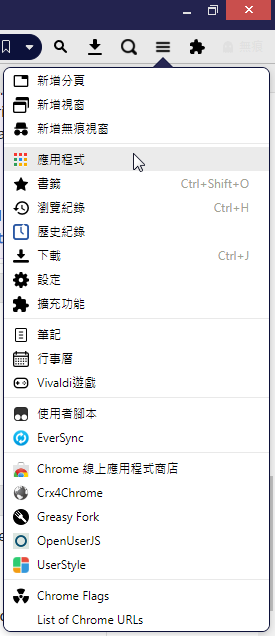 新增分頁
新增視窗
新增無痕視窗
應用程式
書籤 Ctrl+Shift+O
瀏覽紀錄 Ctrl+H
歷史紀錄
下載 Ctrl+J
設定
擴充功能
筆記
行事曆
Vivaldi遊戲
使用者腳本
EverSync
Chrome 線上應用程式商店
Crx4Chrome
Greasy Fork
OpenUserJS
UserStyle
Chrome Flags
List of Chrome URLs